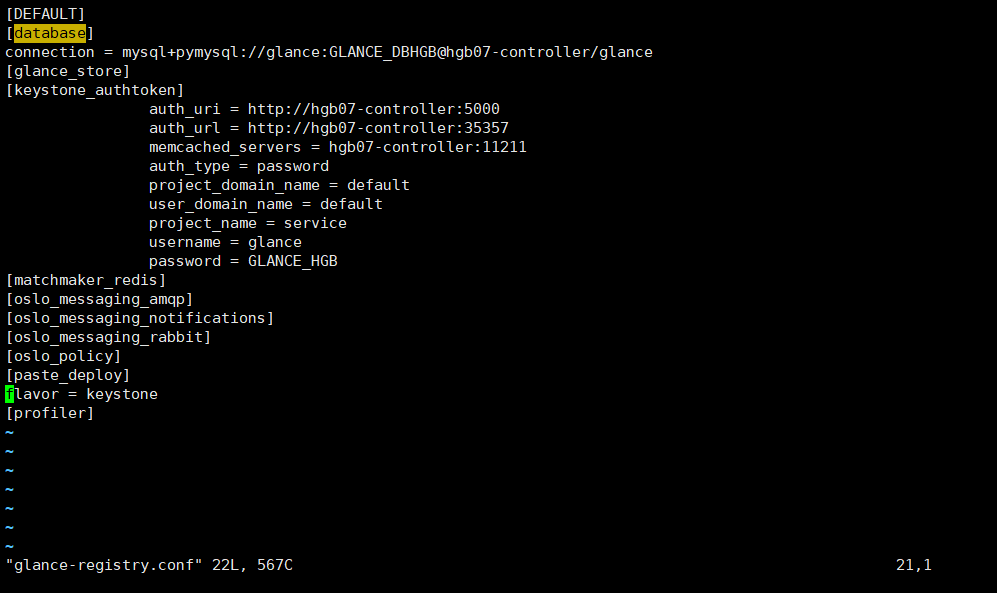 [DEFAULT]
[database]
connection = mysql+pymysql://glance:GLANCE_DBHGB@hgb07-controller/glance
[glance_store]
[keystone_authtoken]
                auth_uri = http://hgb07-controller:5000
                auth_url = http://hgb07-controller:35357
                memcached_servers = hgb07-controller:11211
                auth_type = password
                project_domain_name = default
                user_domain_name = default
                project_name = service
                username = glance
                password = GLANCE_HGB
[matchmaker_redis]
[oslo_messaging_amqp]
[oslo_messaging_notifications]
[oslo_messaging_rabbit]
[oslo_policy]
[paste_deploy]
flavor = keystone
[profiler]
~
~
~
~
~
~
~
"glance-registry.conf" 22L, 567C 21,1